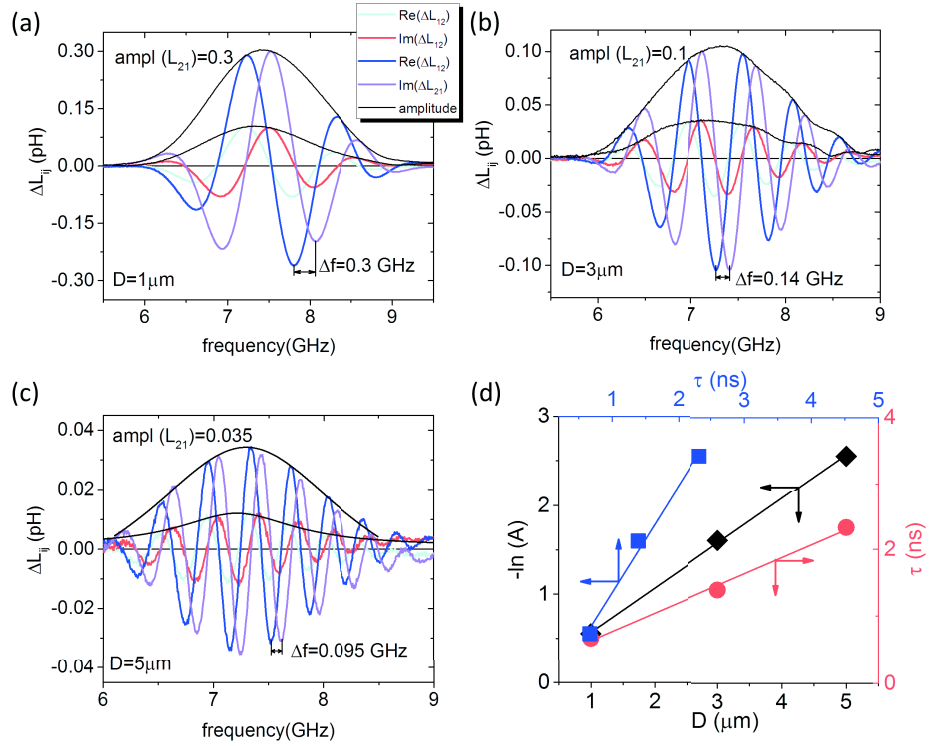 (a)
Re(ΔL12)
Im(ΔL12)
Re(ΔL12)
Im(ΔL21)
amplitude
ampl (L21)=0.3
0.30
0.15
0.00
-0.15
-0.30
ΔLij (pH)
Δf=0.3 GHz
D=1μm
6 7 8 9
frequency(GHz)
(b)
ampl (L21)=0.1
0.10
0.05
0.00
-0.05
-0.10
ΔLij (pH)
Δf=0.14 GHz
D=3μm
6 7 8 9
frequency(GHz)
(c)
ampl (L21)=0.035
0.04
0.02
0.00
-0.02
-0.04
ΔLij (pH)
Δf=0.095 GHz
D=5μm
6 7 8 9
frequency(GHz)
(d)
τ (ns)
1 2 3 4 5
3
2
1
0
-ln (A)
4
2
0
τ (ns)
1 2 3 4 5
D (μm)